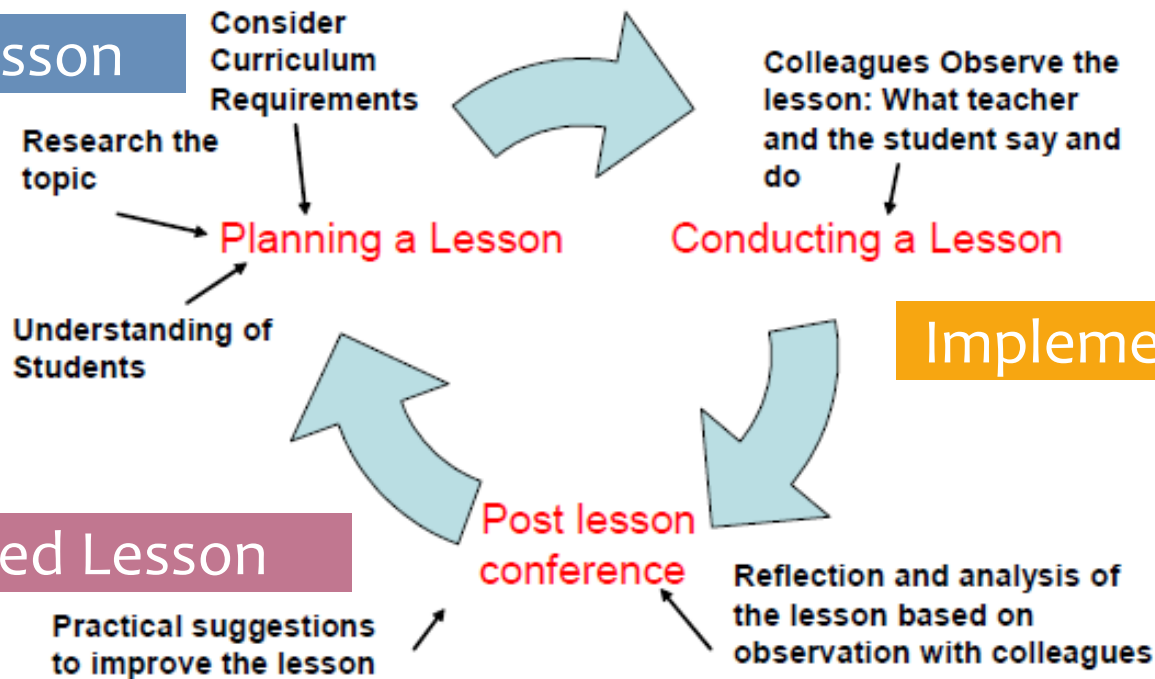 sson
Consider
Curriculum
Requirements
Research the
topic
Understanding of
Students
Planning a Lesson
Colleagues Observe the
lesson: What teacher
and the student say and
do
Conducting a Lesson
Impleme
Post lesson
conference
ed Lesson
Practical suggestions
to improve the lesson
Reflection and analysis of
the lesson based on
observation with colleagues